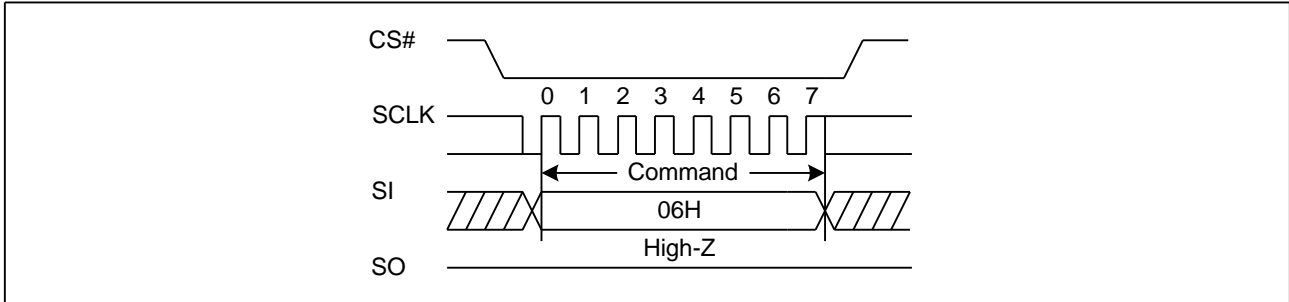 CS#
0 1 2 3 4 5 6 7
SCLK
Command
SI
06H
High-Z
SO